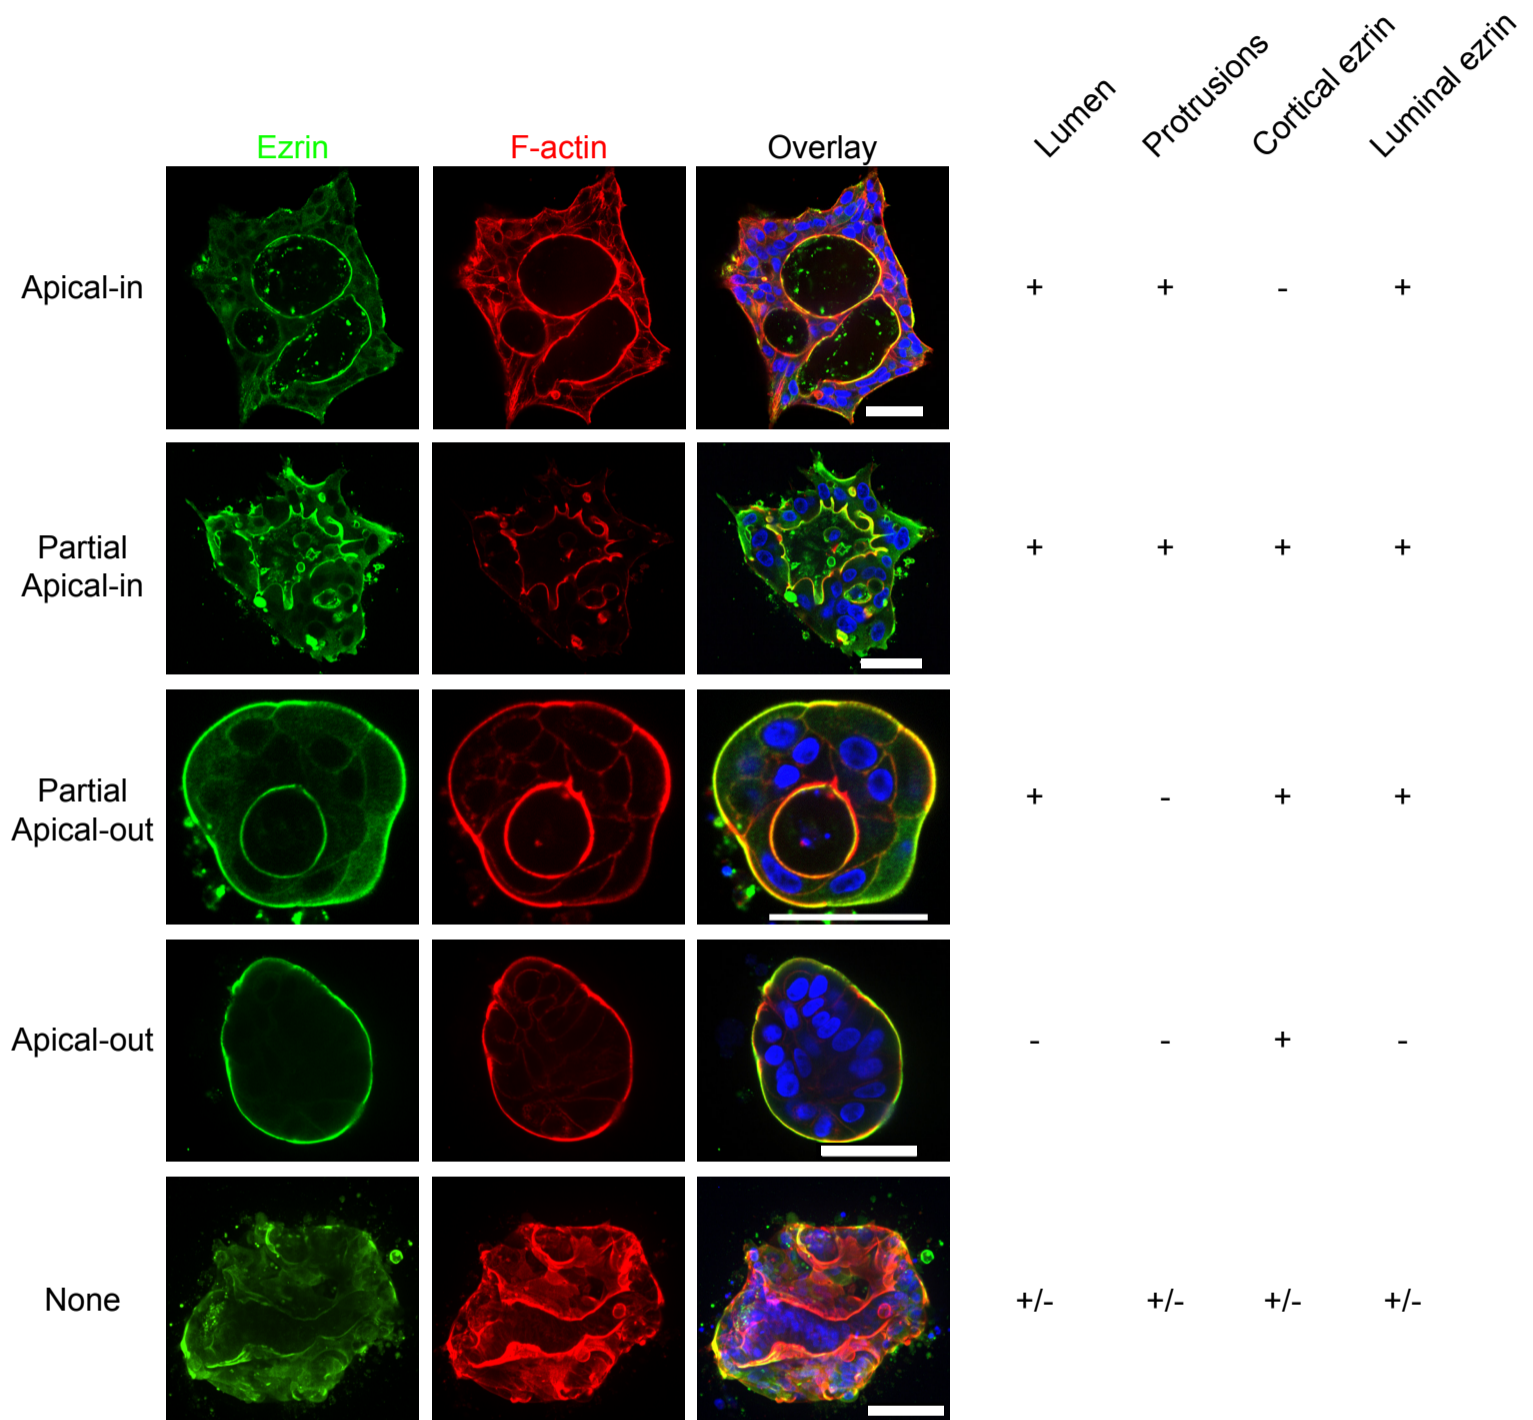 Lumen
Protrusions
Cortical ezrin
Luminal ezrin
Ezrin F-actin Overlay
Apical-in + + - +
Partial
Apical-in + + + +
Partial
Apical-out + - + +
Apical-out - - + -
None +/- +/- +/- +/-